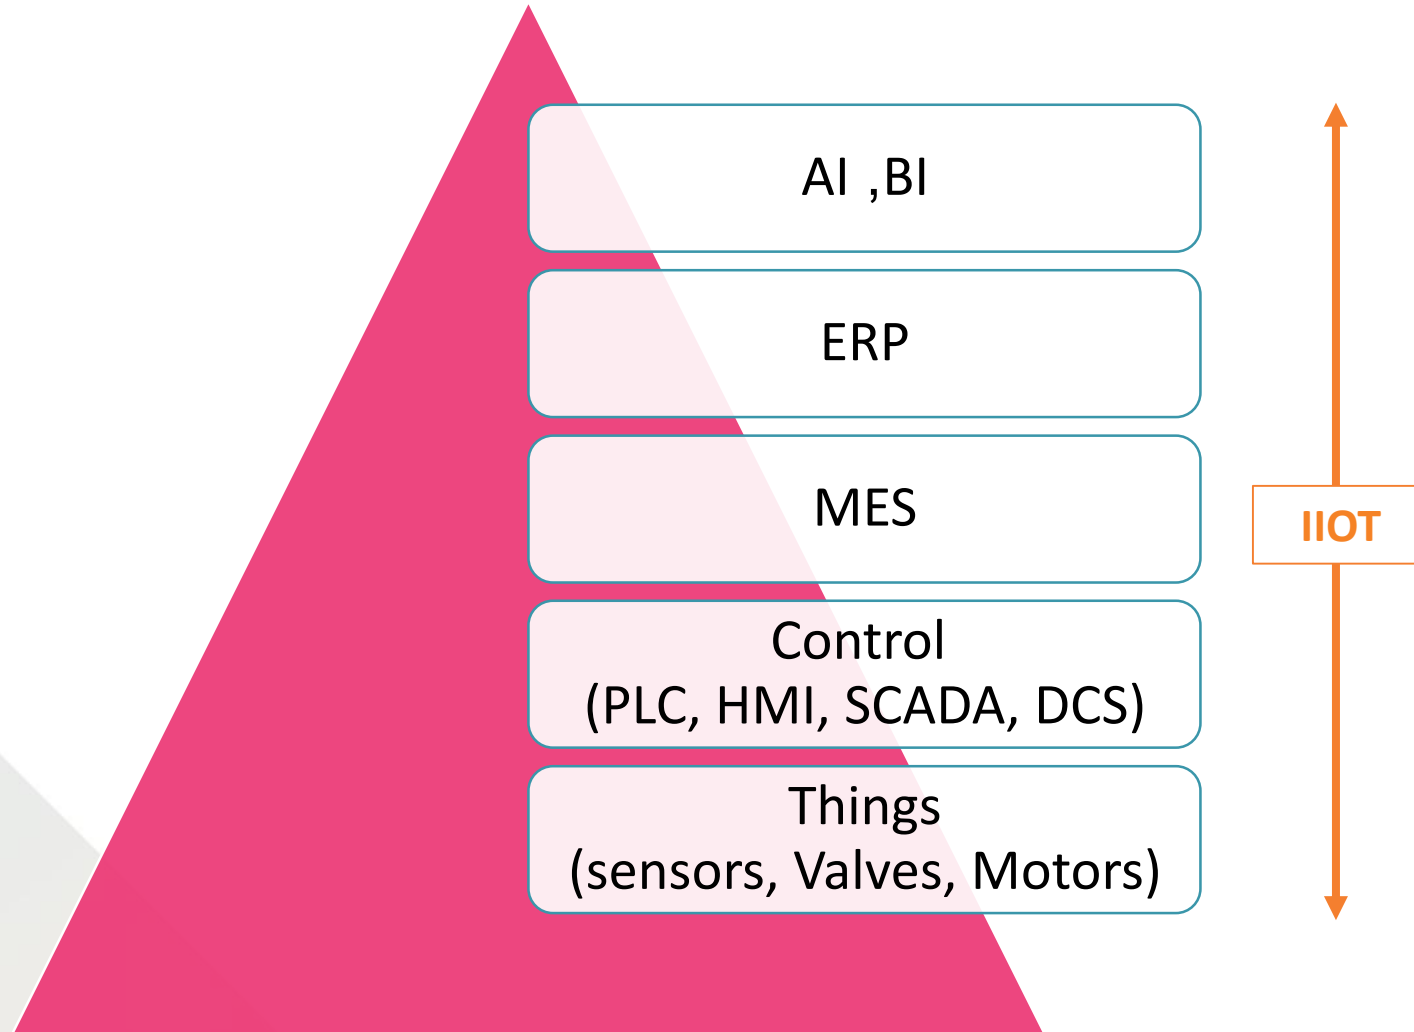 AI ,BI
ERP
MES
IIOT
Control
(PLC, HMI, SCADA, DCS)
Things
(sensors, Valves, Motors)